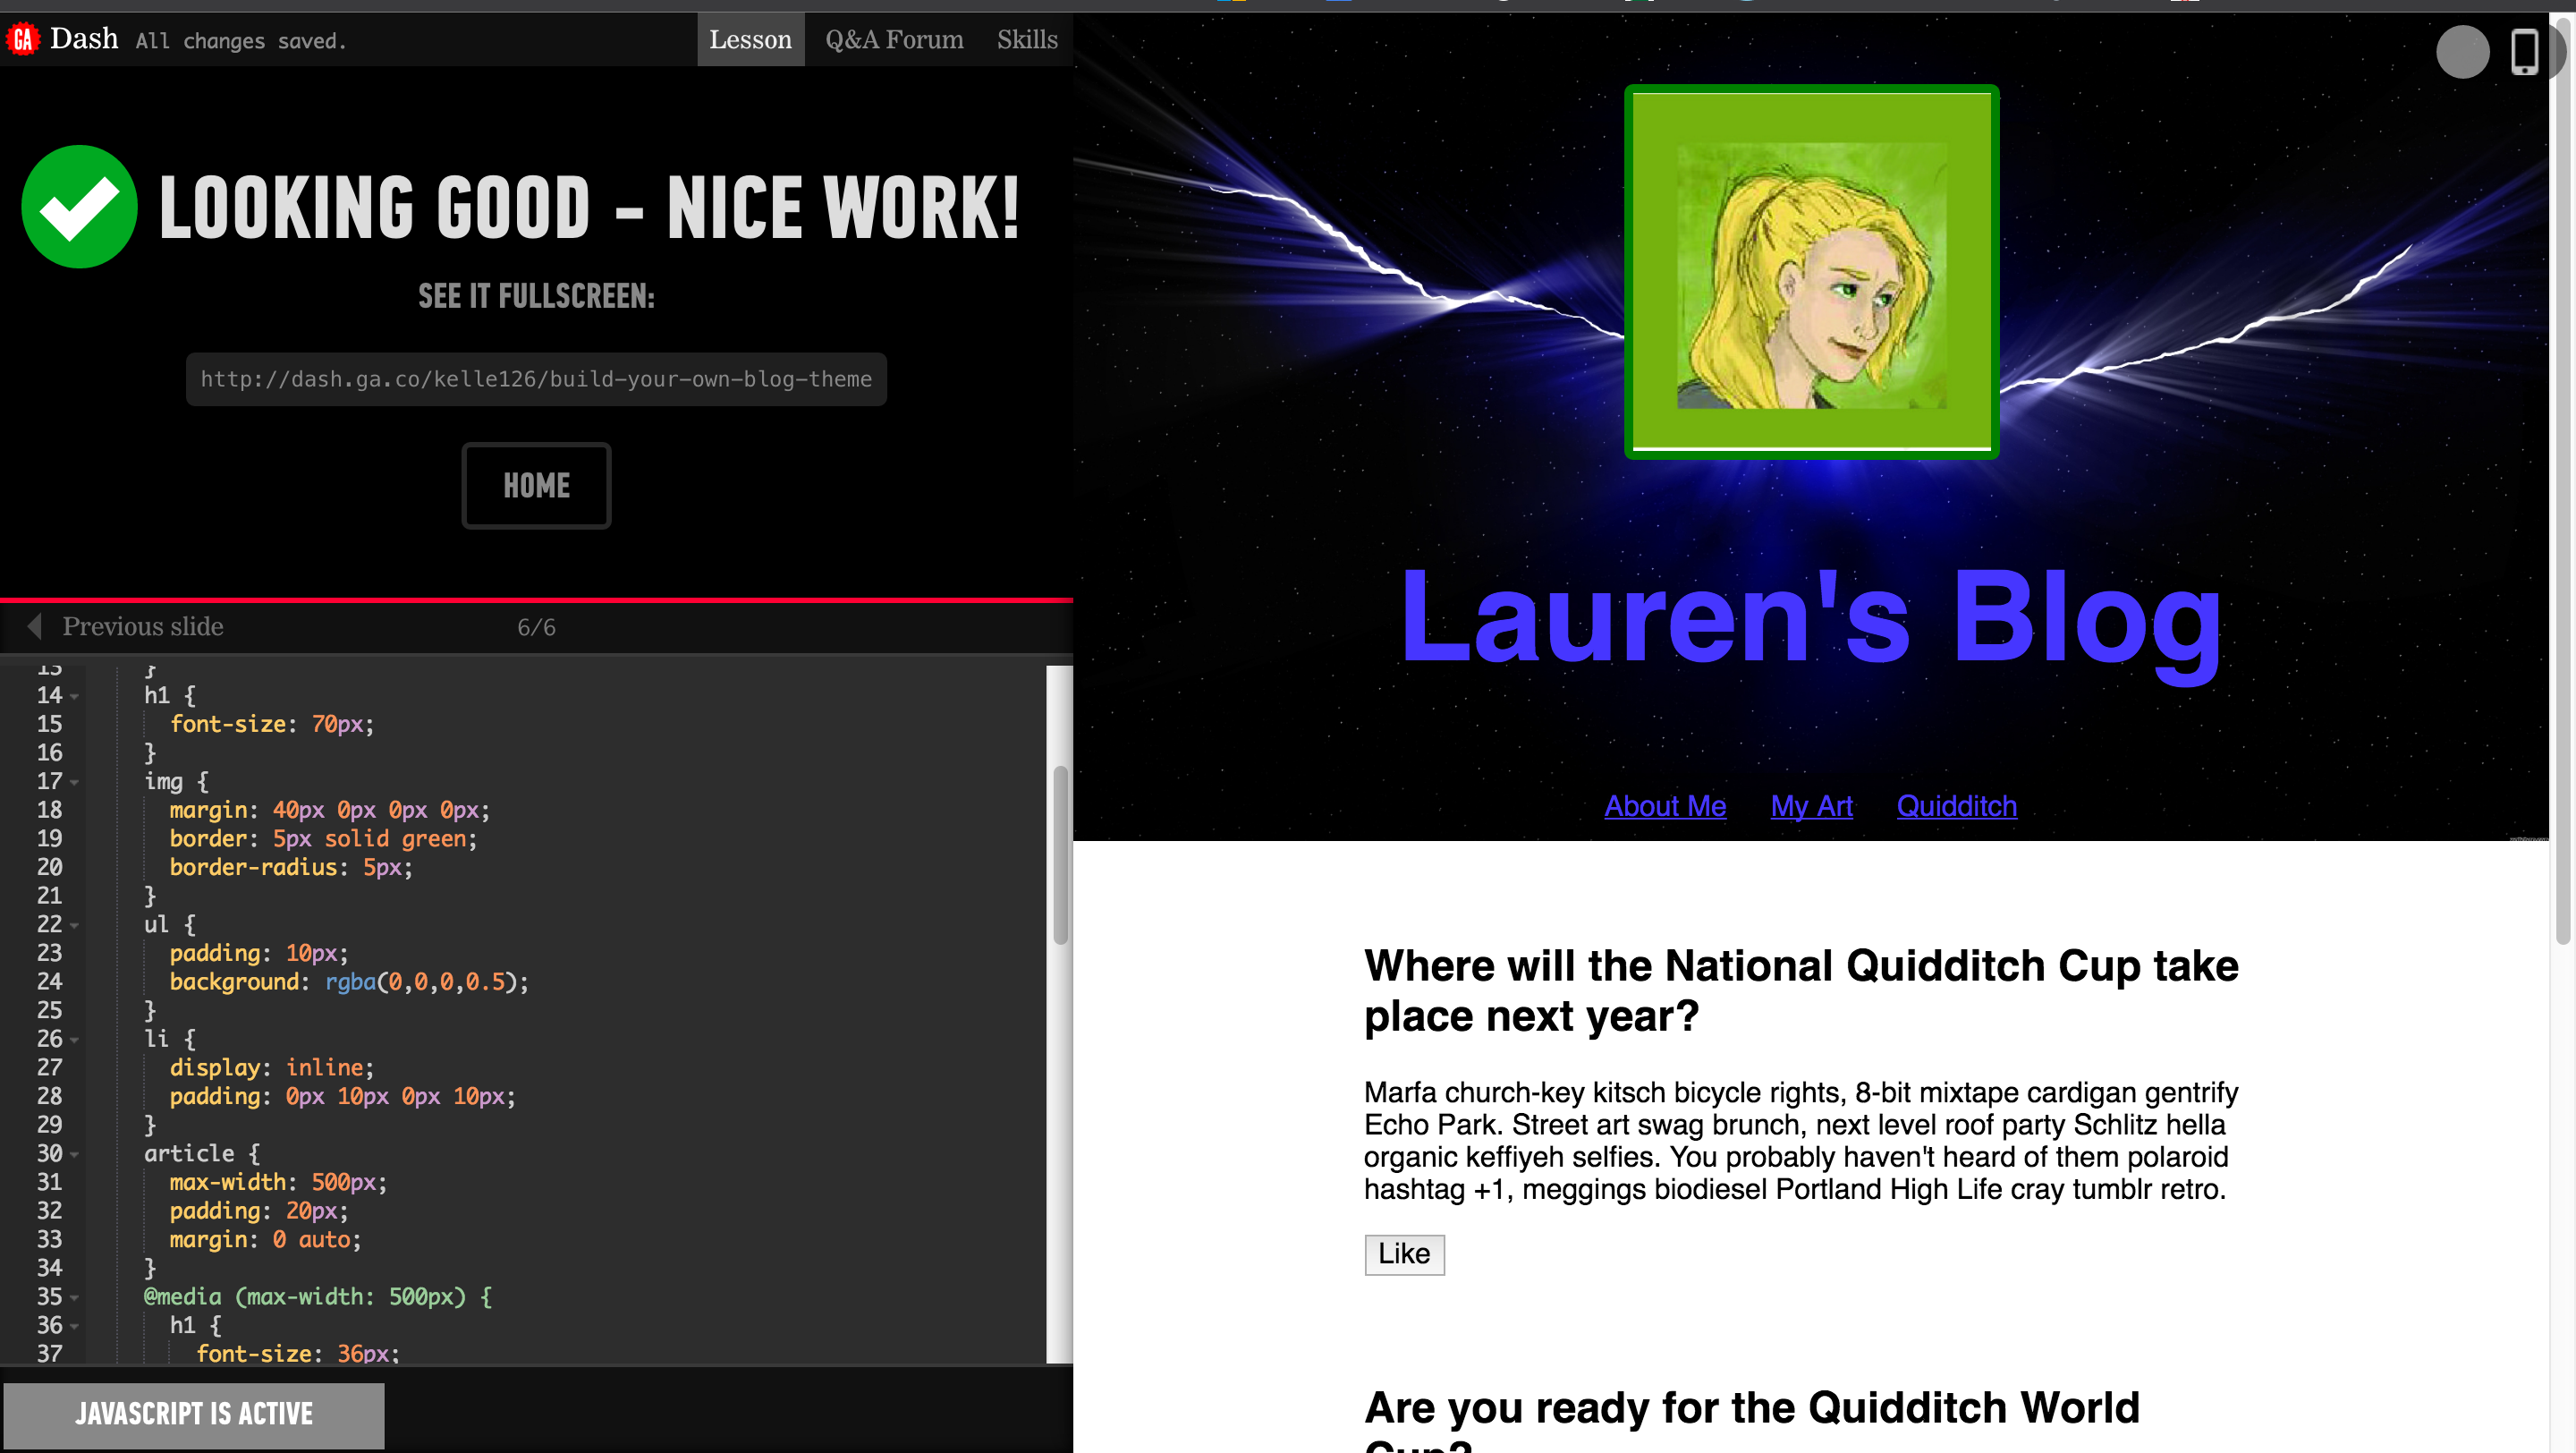 GA Dash All changes saved.
Lesson Q&A Forum Skills
LOOKING GOOD - NICE WORK!
SEE IT FULLSCREEN:
http://dash.ga.co/kelle126/build-your-own-blog-theme
HOME
Previous slide 6/6
13 }
14 h1 {
15 font-size: 70px;
16 }
17 img {
18 margin: 40px 0px 0px 0px;
19 border: 5px solid green;
20 border-radius: 5px;
21 }
22 ul {
23 padding: 10px;
24 background: rgba(0,0,0,0.5);
25 }
26 li {
27 display: inline;
28 padding: 0px 10px 0px 10px;
29 }
30 article {
31 max-width: 500px;
32 padding: 20px;
33 margin: 0 auto;
34 }
35 @media (max-width: 500px) {
36 h1 {
37 font-size: 36px;
JAVASCRIPT IS ACTIVE
Lauren's Blog
About Me My Art Quidditch
Where will the National Quidditch Cup take
place next year?
Marfa church-key kitsch bicycle rights, 8-bit mixtape cardigan gentrify
Echo Park. Street art swag brunch, next level roof party Schlitz hella
organic keffiyeh selfies. You probably haven't heard of them polaroid
hashtag +1, meggings biodiesel Portland High Life cray tumblr retro.
Like
Are you ready for the Quidditch World
Cup?